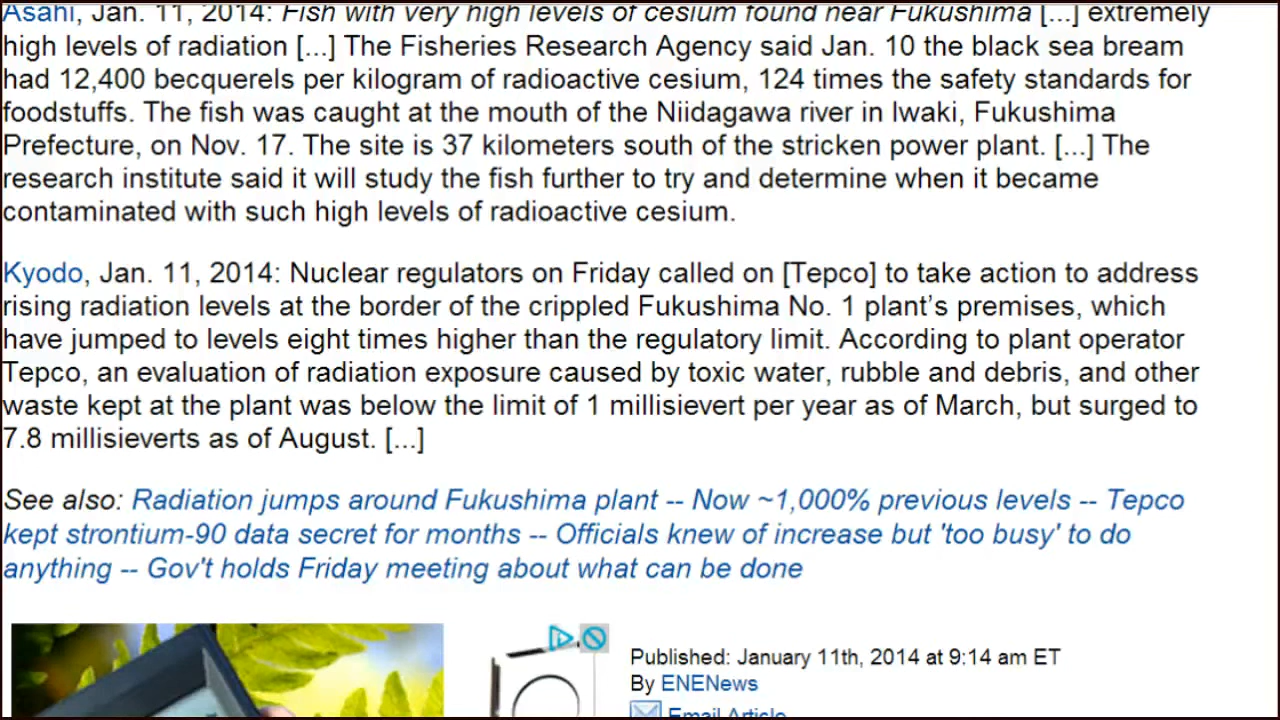 Asahi, Jan. 11, 2014: Fish with very high levels of cesium found near Fukushima [...] extremely
high levels of radiation [...] The Fisheries Research Agency said Jan. 10 the black sea bream
had 12,400 becquerels per kilogram of radioactive cesium, 124 times the safety standards for
foodstuffs. The fish was caught at the mouth of the Niidagawa river in Iwaki, Fukushima
Prefecture, on Nov. 17. The site is 37 kilometers south of the stricken power plant. [...] The
research institute said it will study the fish further to try and determine when it became
contaminated with such high levels of radioactive cesium.
Kyodo, Jan. 11, 2014: Nuclear regulators on Friday called on [Tepco] to take action to address
rising radiation levels at the border of the crippled Fukushima No. 1 plant’s premises, which
have jumped to levels eight times higher than the regulatory limit. According to plant operator
Tepco, an evaluation of radiation exposure caused by toxic water, rubble and debris, and other
waste kept at the plant was below the limit of 1 millisievert per year as of March, but surged to
7.8 millisieverts as of August. [...]
See also: Radiation jumps around Fukushima plant -- Now ~1,000% previous levels -- Tepco
kept strontium-90 data secret for months -- Officials knew of increase but 'too busy' to do
anything -- Gov't holds Friday meeting about what can be done
Published: January 11th, 2014 at 9:14 am ET
By ENENews
Email Article